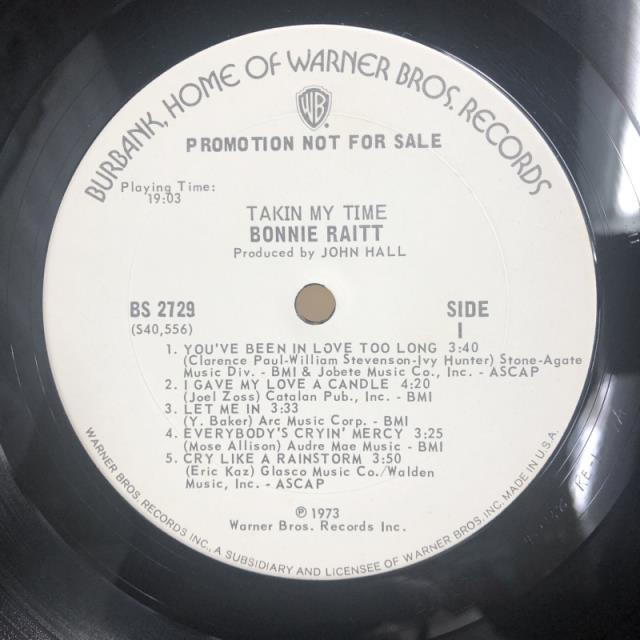 BURBANK, HOME OF WARNER BROS. RECORDS
WB
PROMOTION NOT FOR SALE
Playing Time:
19:03
TAKIN MY TIME
BONNIE RAITT
Produced by JOHN HALL
BS 2729
SIDE
(S40,556)
1
1. YOU'VE BEEN IN LOVE TOO LONG 3:40
(Clarence Paul-William Stevenson-Ivy Hunter) Stone-Agate
Music Div. - BMI & Jobete Music Co., Inc. - ASCAP
2. I GAVE MY LOVE A CANDLE 4:20
(Joel Zoss) Catalan Pub., Inc. - BMI
3. LET ME IN 3:33
(Y. Baker) Arc Music Corp. - BMI
4. EVERYBODY'S CRYIN' MERCY 3:25
(Mose Allison) Audre Mae Music - BMI
5. CRY LIKE A RAINSTORM 3:50
(Eric Kaz) Glasco Music Co./Walden
Music, Inc. - ASCAP
℗ 1973
Warner Bros. Records Inc.
WARNER BROS RECORDS INC., A SUBSIDIARY AND LICENSEE OF WARNER BROS. INC. MADE IN U.S.A.